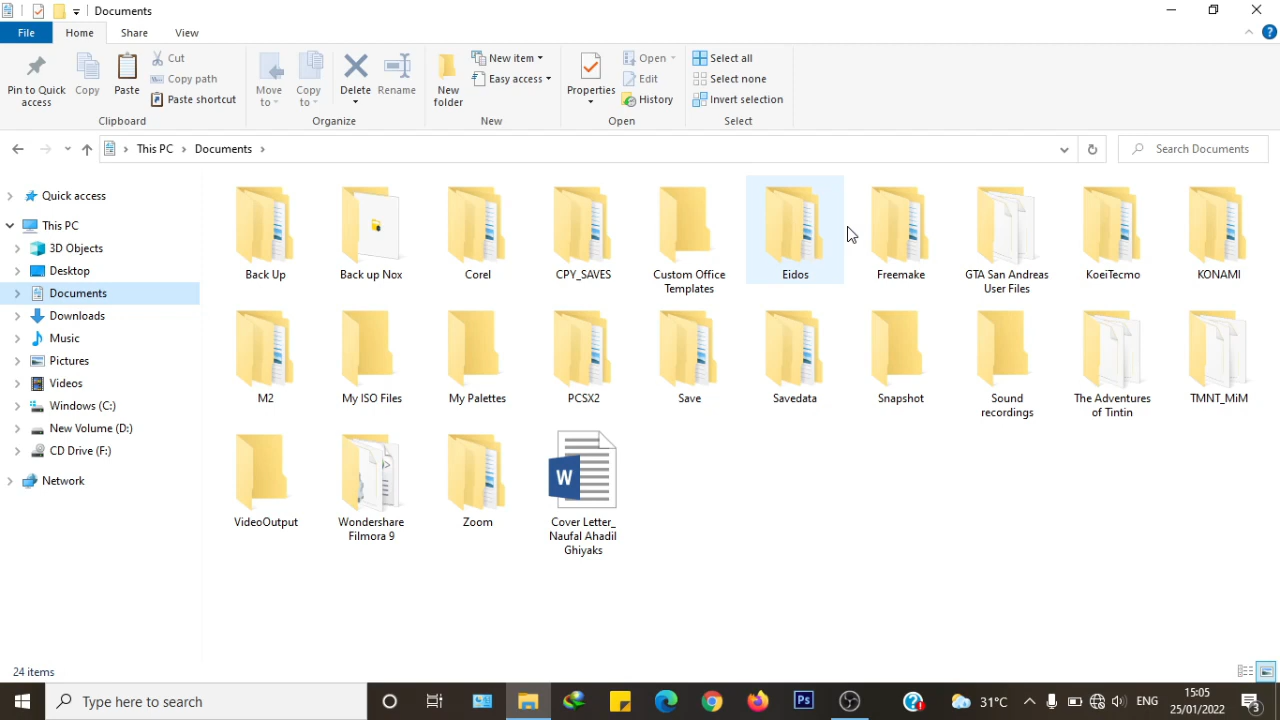 Documents
File Home Share View
Pin to Quick access
Copy
Paste
Cut
Copy path
Paste shortcut
Clipboard
Move to
Copy to
Delete
Rename
Organize
New folder
New item
Easy access
New
Properties
Open
Edit
History
Open
Select all
Select none
Invert selection
Select
This PC > Documents >
Search Documents
Quick access
This PC
3D Objects
Desktop
Documents
Downloads
Music
Pictures
Videos
Windows (C:)
New Volume (D:)
CD Drive (F:)
Network
Back Up
Back up Nox
Corel
CPY_SAVES
Custom Office
Templates
Eidos
Freemake
GTA San Andreas
User Files
KoeiTecmo
KONAMI
M2
My ISO Files
My Palettes
PCSX2
Save
Savedata
Snapshot
Sound
recordings
The Adventures
of Tintin
TMNT_MiM
VideoOutput
Wondershare
Filmora 9
Zoom
W
Cover Letter_
Naufal Ahadil
Ghiyaks
24 items
Type here to search
Ps
31°C
ENG
15:05
25/01/2022
3